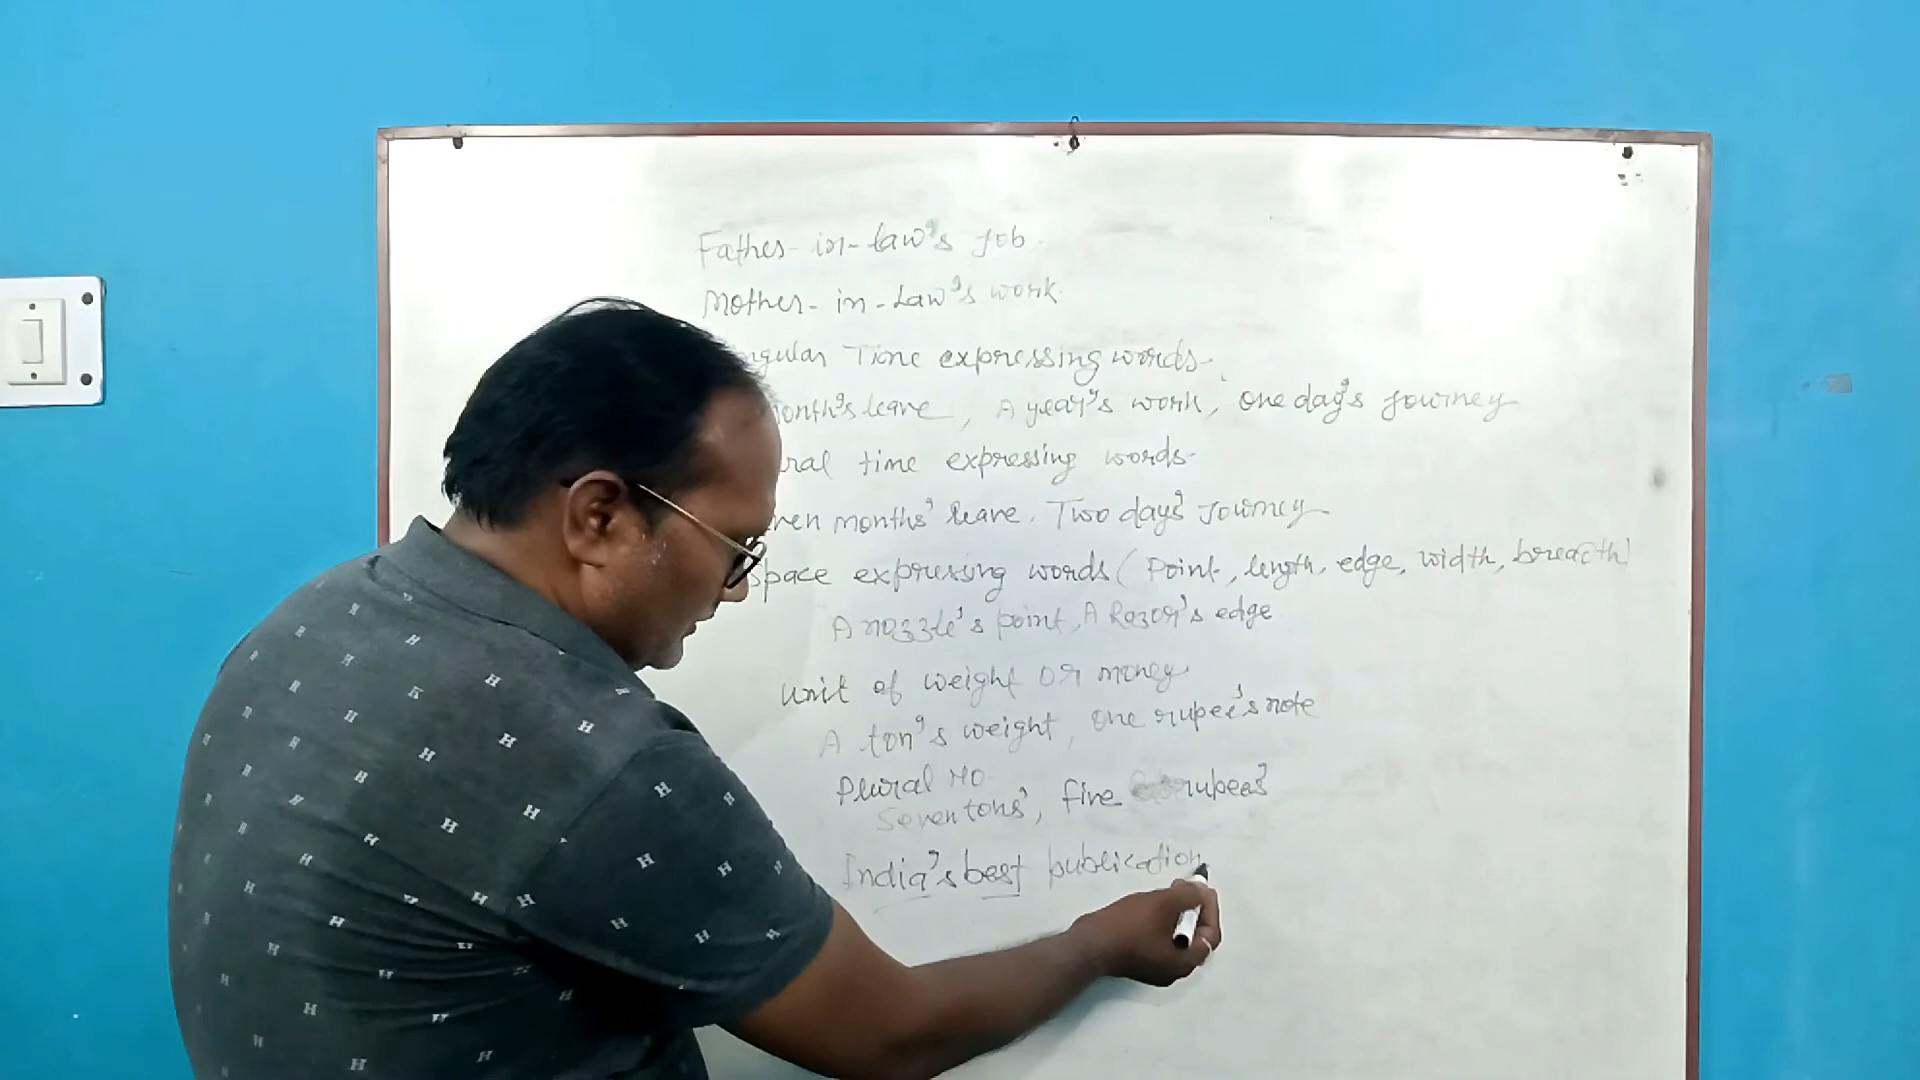 Father-in-law's job.
Mother-in-Law's work.
ngular Time expressing words-
onth's leave, A year's work, one day's journey
ral time expressing words-
ven months' leave. Two days' Journey
Space expressing words (Point, length, edge, width, breadth)
A nozzle's point, A Razor's edge
Unit of weight or money
A ton's weight, one rupee's note
Plural NO
Seven tons', five rupees'
India's best publication